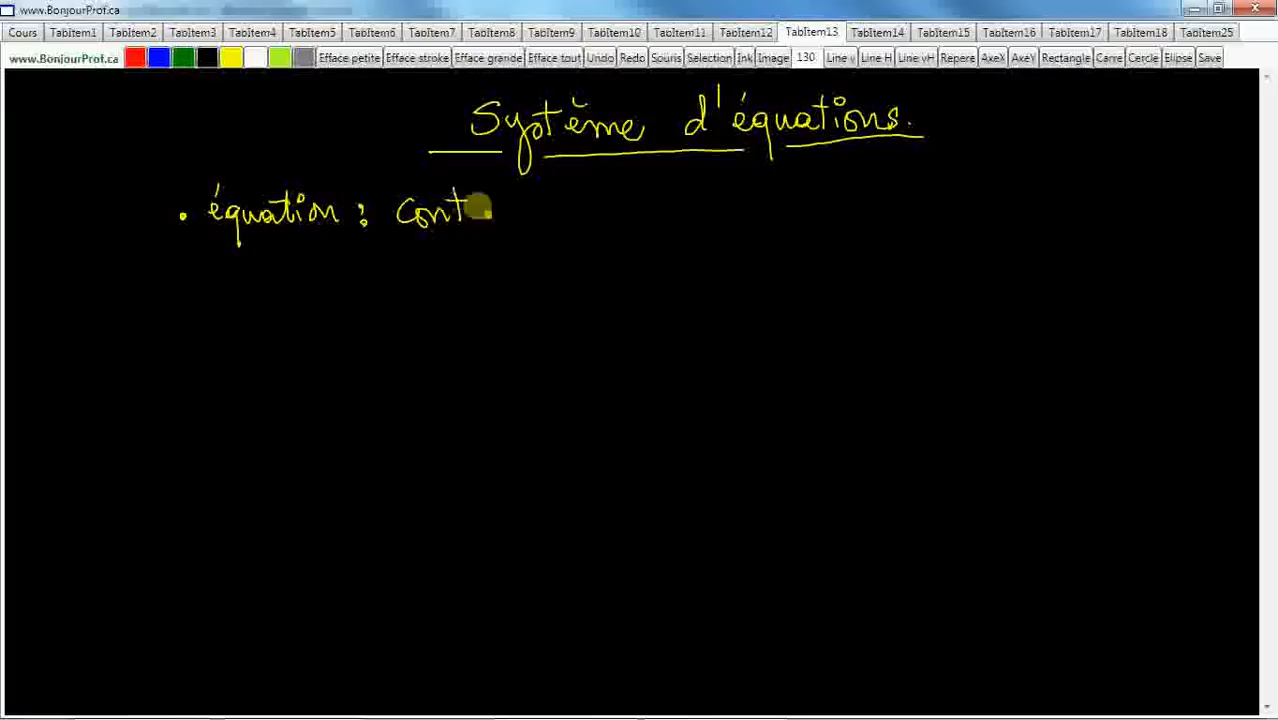 www.BonjourProf.ca
Cours TabItem1 TabItem2 TabItem3 TabItem4 TabItem5 TabItem6 TabItem7 TabItem8 TabItem9 TabItem10 TabItem11 TabItem12 TabItem13 TabItem14 TabItem15 TabItem16 TabItem17 TabItem18 TabItem25
www.BonjourProf.ca Efface petite Efface stroke Efface grande Efface tout Undo Redo Souris Selection Ink Image 130 Line v Line H Line vH Repere AxeX AxeY Rectangle Carre Cercle Elipse Save
Système d'équations.
. équation : cont